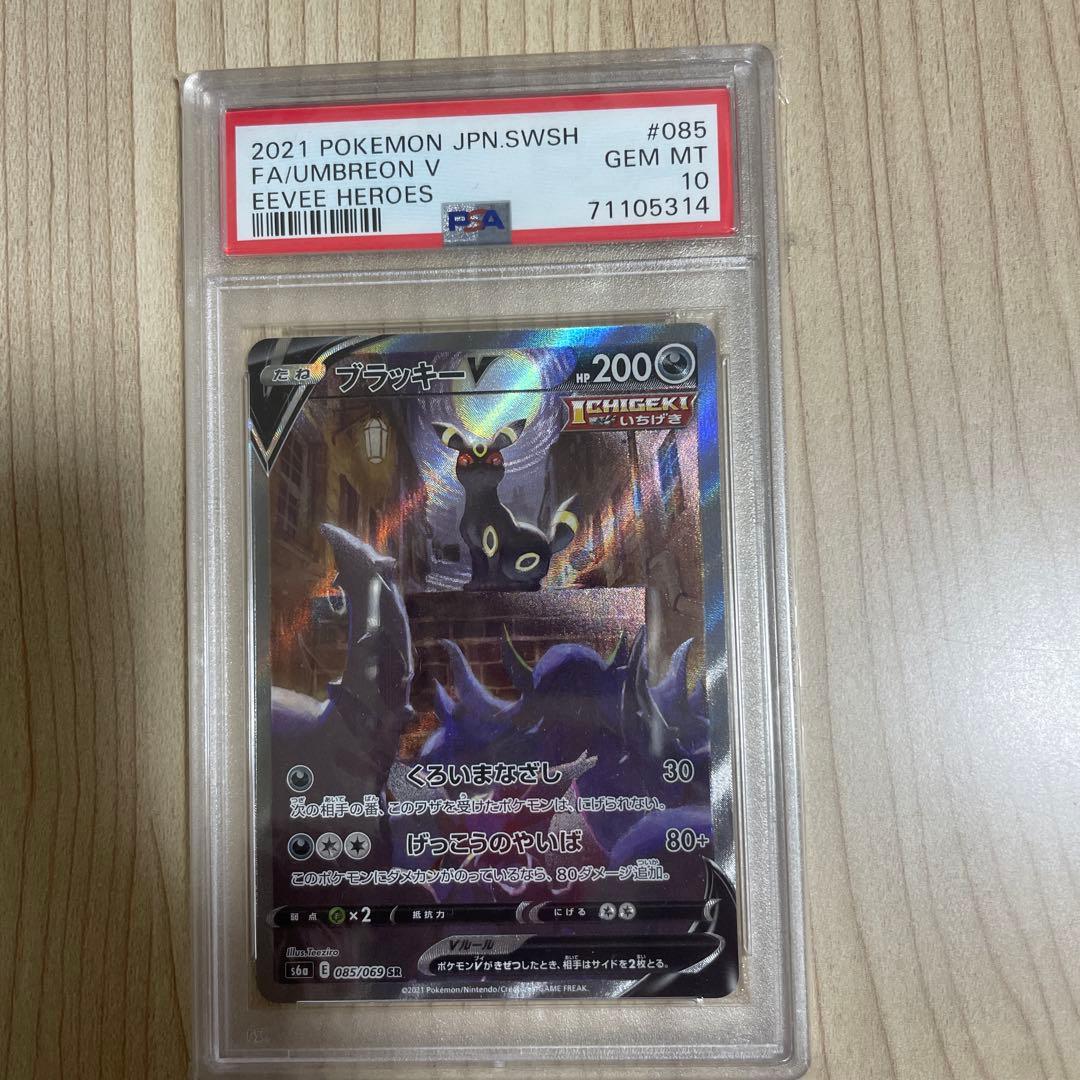 2021 POKEMON JPN.SWSH #085
FA/UMBREON V GEM MT
EEVEE HEROES 10
PSA 71105314
たね ブラッキーV HP 200
ICHIGEKI
いちげき
くろいまなざし 30
次の相手の番、このワザを受けたポケモンは、にげられない。
げっこうのやいば 80+
このポケモンにダメカンがのっているなら、80ダメージ追加。
弱点 ×2 抵抗力 にげる
Vルール
ポケモンVがきぜつしたとき、相手はサイドを2枚とる。
Illus.Teeziro
s6a E 085/069 SR
©2021 Pokémon/Nintendo/Creatures/GAME FREAK.